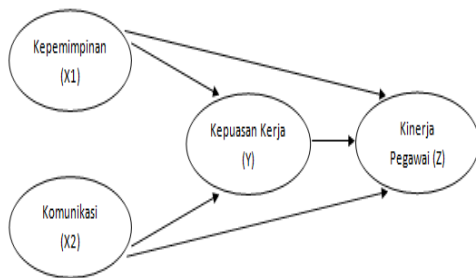 Kepemimpinan
(X1)
Kepuasan Kerja
(Y)
Kinerja
Pegawai (Z)
Komunikasi
(X2)